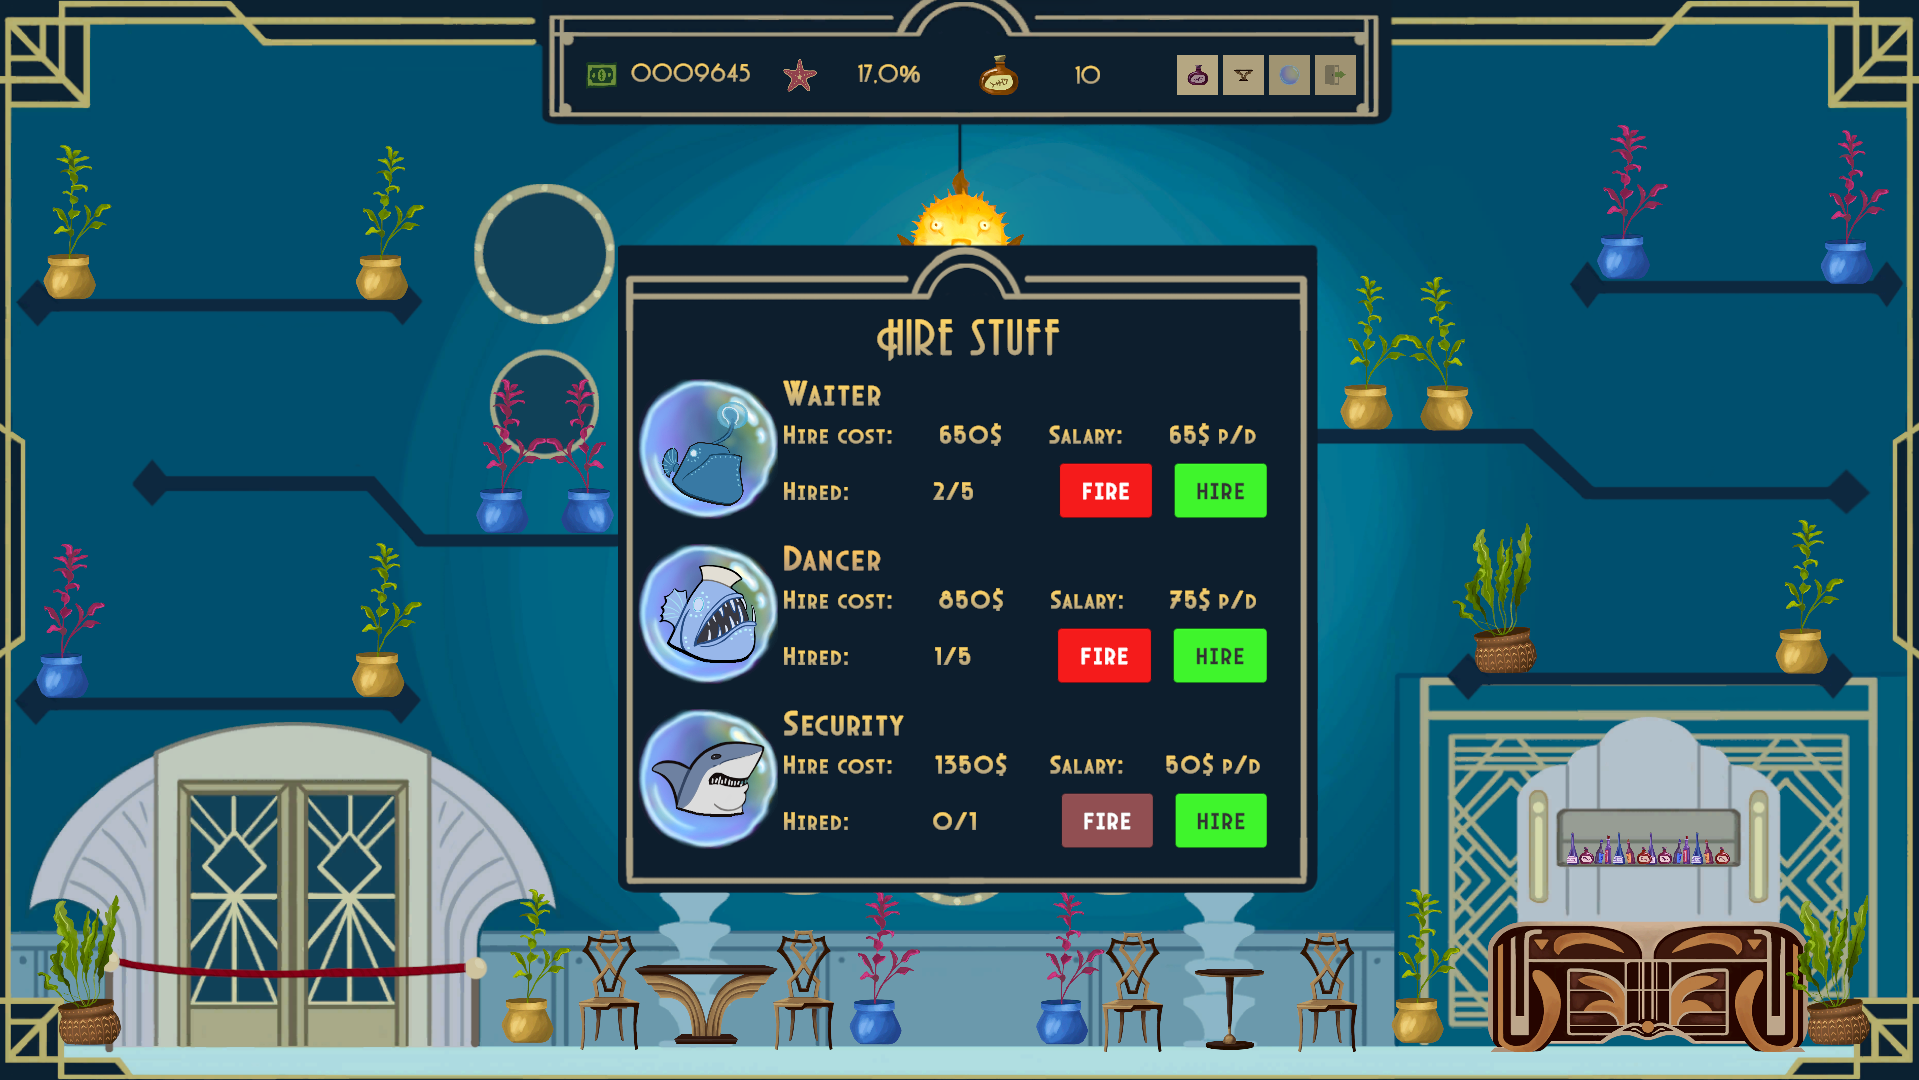 0009645 17.0% 10
HIRE STUFF
WAITER
HIRE COST: 650$ SALARY: 65$ P/D
HIRED: 2/5 FIRE HIRE
DANCER
HIRE COST: 850$ SALARY: 75$ P/D
HIRED: 1/5 FIRE HIRE
SECURITY
HIRE COST: 1350$ SALARY: 50$ P/D
HIRED: 0/1 FIRE HIRE